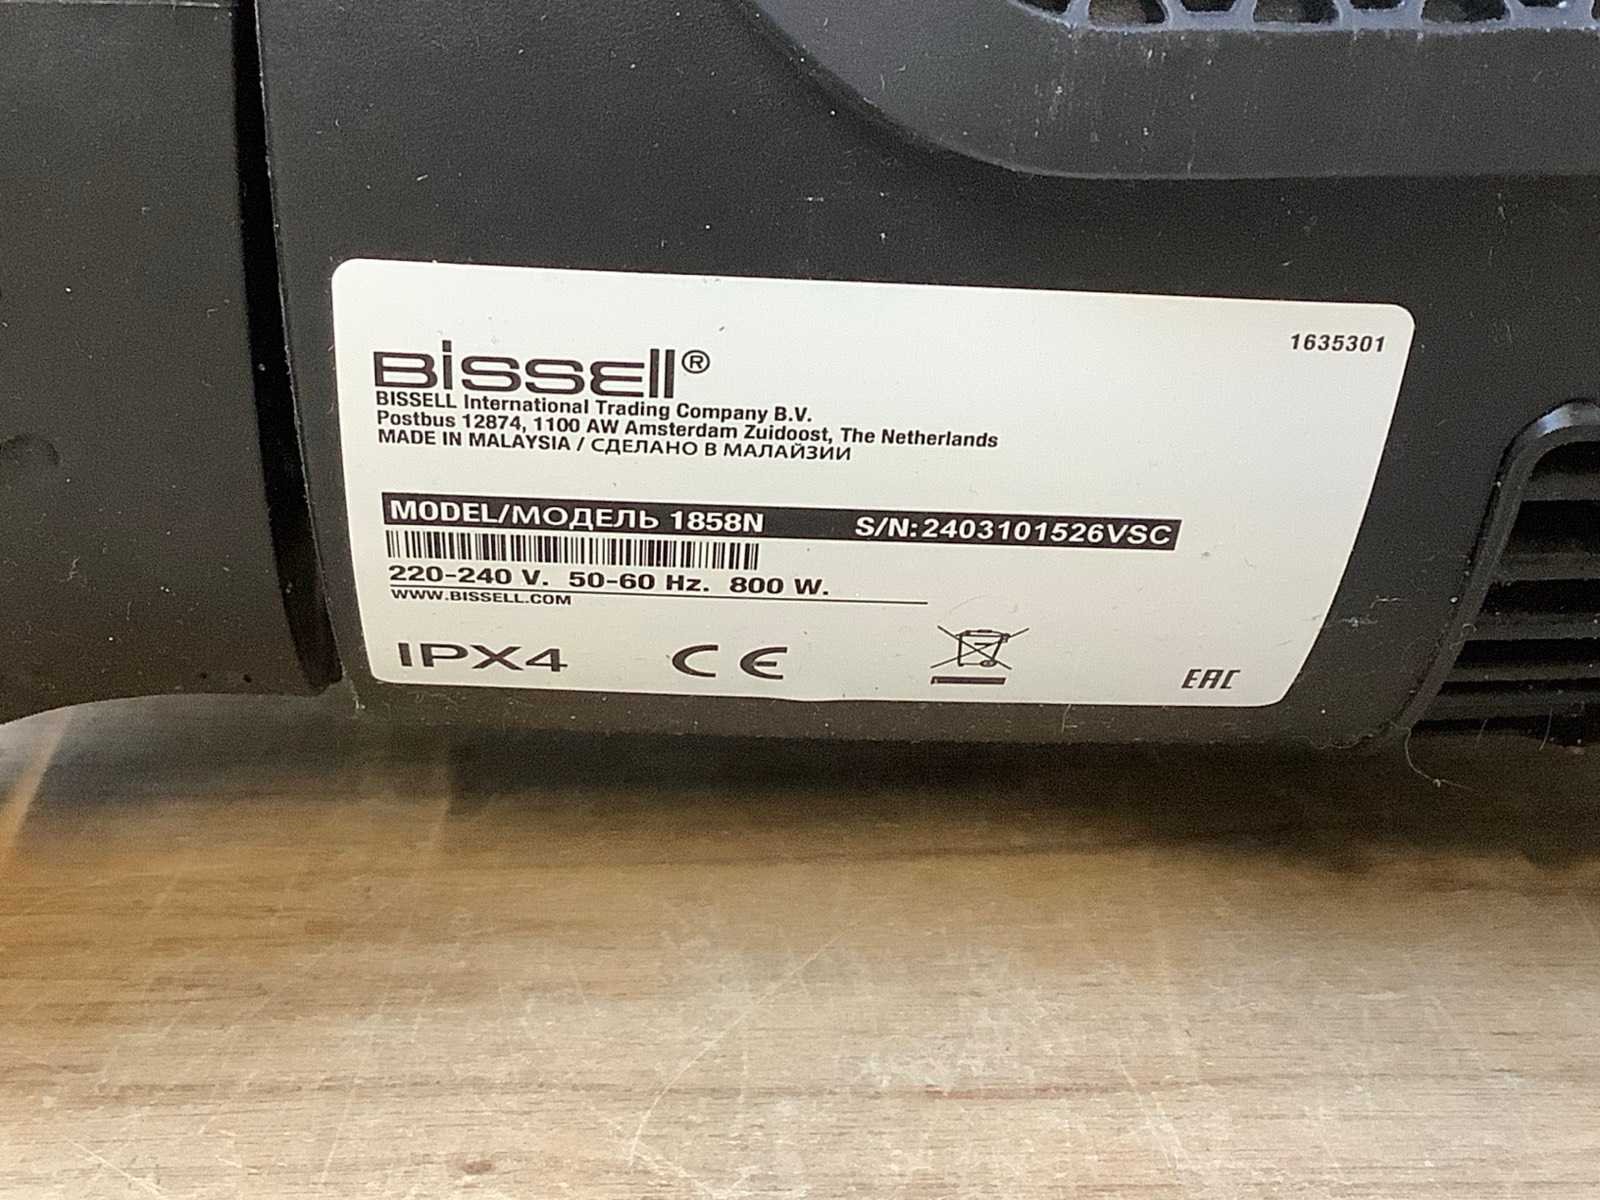 1635301
BISSELL®
BISSELL International Trading Company B.V.
Postbus 12874, 1100 AW Amsterdam Zuidoost, The Netherlands
MADE IN MALAYSIA / СДЕЛАНО В МАЛАЙЗИИ
MODEL/МОДЕЛЬ 1858N S/N:2403101526VSC
220-240 V. 50-60 Hz. 800 W.
WWW.BISSELL.COM
IPX4 CE EAC